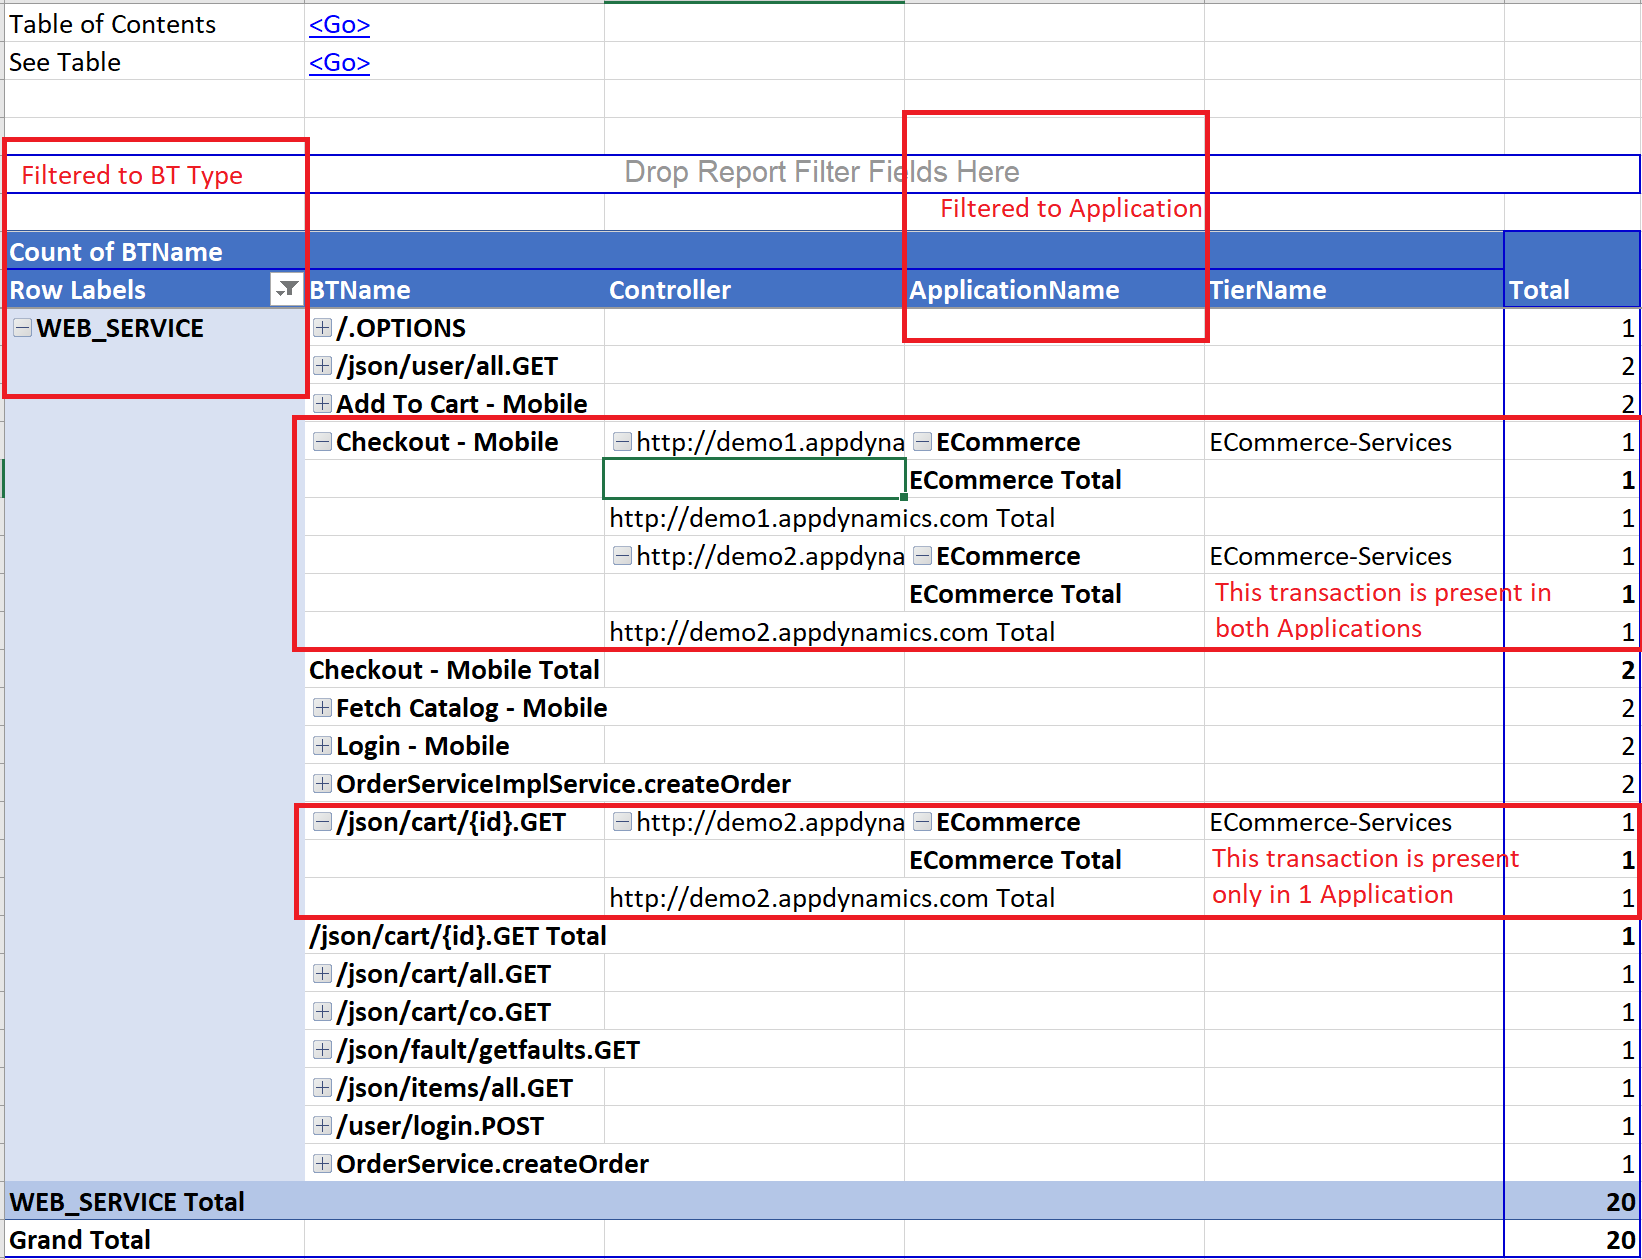 Table of Contents <Go>
See Table <Go>
Filtered to BT Type Drop Report Filter Fields Here
Filtered to Application
Count of BTName
Row Labels BTName Controller ApplicationName TierName Total
WEB_SERVICE /.OPTIONS 1
/json/user/all.GET 2
Add To Cart - Mobile 2
Checkout - Mobile http://demo1.appdyna ECommerce ECommerce-Services 1
ECommerce Total 1
http://demo1.appdynamics.com Total 1
http://demo2.appdyna ECommerce ECommerce-Services 1
ECommerce Total This transaction is present in 1
http://demo2.appdynamics.com Total both Applications 1
Checkout - Mobile Total 2
Fetch Catalog - Mobile 2
Login - Mobile 2
OrderServiceImplService.createOrder 2
/json/cart/{id}.GET http://demo2.appdyna ECommerce ECommerce-Services 1
ECommerce Total This transaction is present 1
http://demo2.appdynamics.com Total only in 1 Application 1
/json/cart/{id}.GET Total 1
/json/cart/all.GET 1
/json/cart/co.GET 1
/json/fault/getfaults.GET 1
/json/items/all.GET 1
/user/login.POST 1
OrderService.createOrder 1
WEB_SERVICE Total 20
Grand Total 20